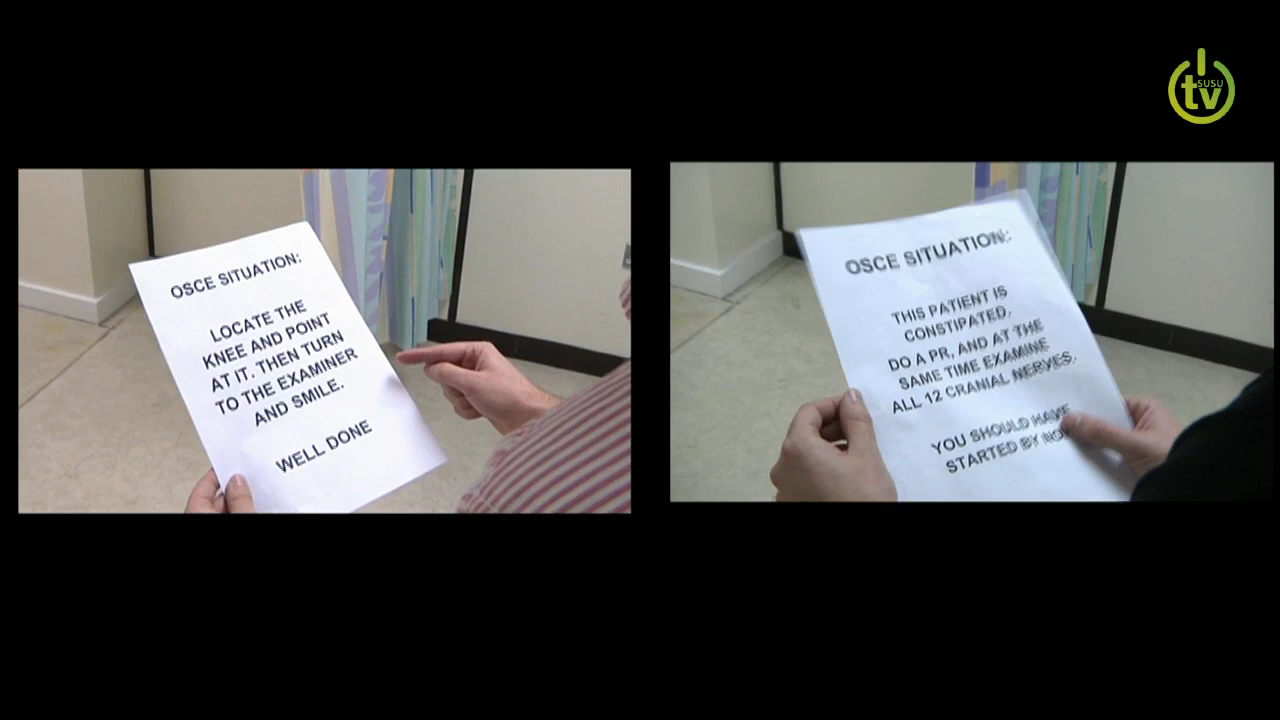 OSCE SITUATION:
LOCATE THE
KNEE AND POINT
AT IT. THEN TURN
TO THE EXAMINER
AND SMILE.
WELL DONE
OSCE SITUATION:
THIS PATIENT IS
CONSTIPATED.
DO A PR, AND AT THE
SAME TIME EXAMINE
ALL 12 CRANIAL NERVES.
YOU SHOULD HAVE
STARTED BY NOW
SUSU
tv